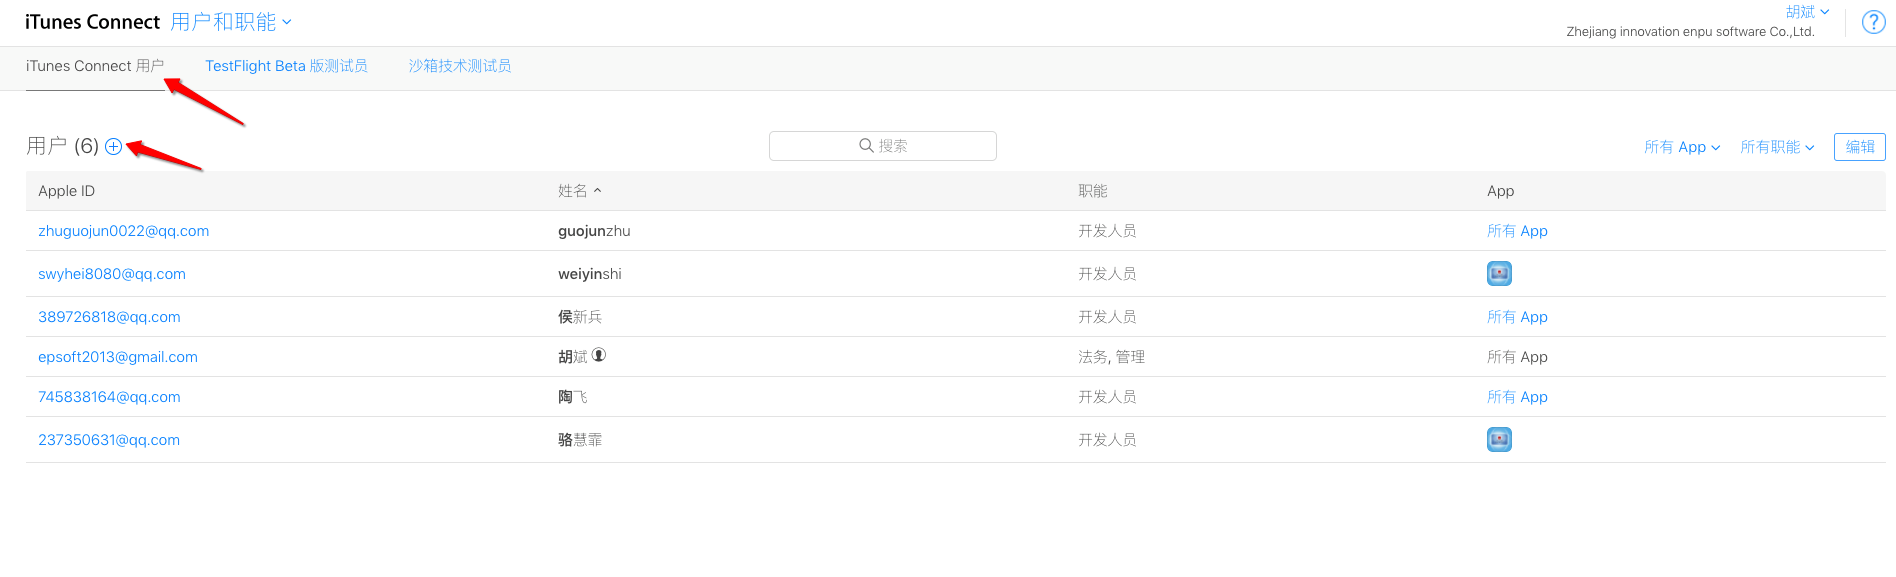 iTunes Connect 用户和职能
胡斌
Zhejiang innovation enpu software Co.,Ltd.
?
iTunes Connect 用户 TestFlight Beta 版测试员 沙箱技术测试员
用户 (6) 搜索 所有 App 所有职能 编辑
Apple ID 姓名 职能 App
zhuguojun0022@qq.com guojunzhu 开发人员 所有 App
swyhei8080@qq.com weiyinshi 开发人员
389726818@qq.com 侯新兵 开发人员 所有 App
epsoft2013@gmail.com 胡斌 法务, 管理 所有 App
745838164@qq.com 陶飞 开发人员 所有 App
237350631@qq.com 骆慧霏 开发人员